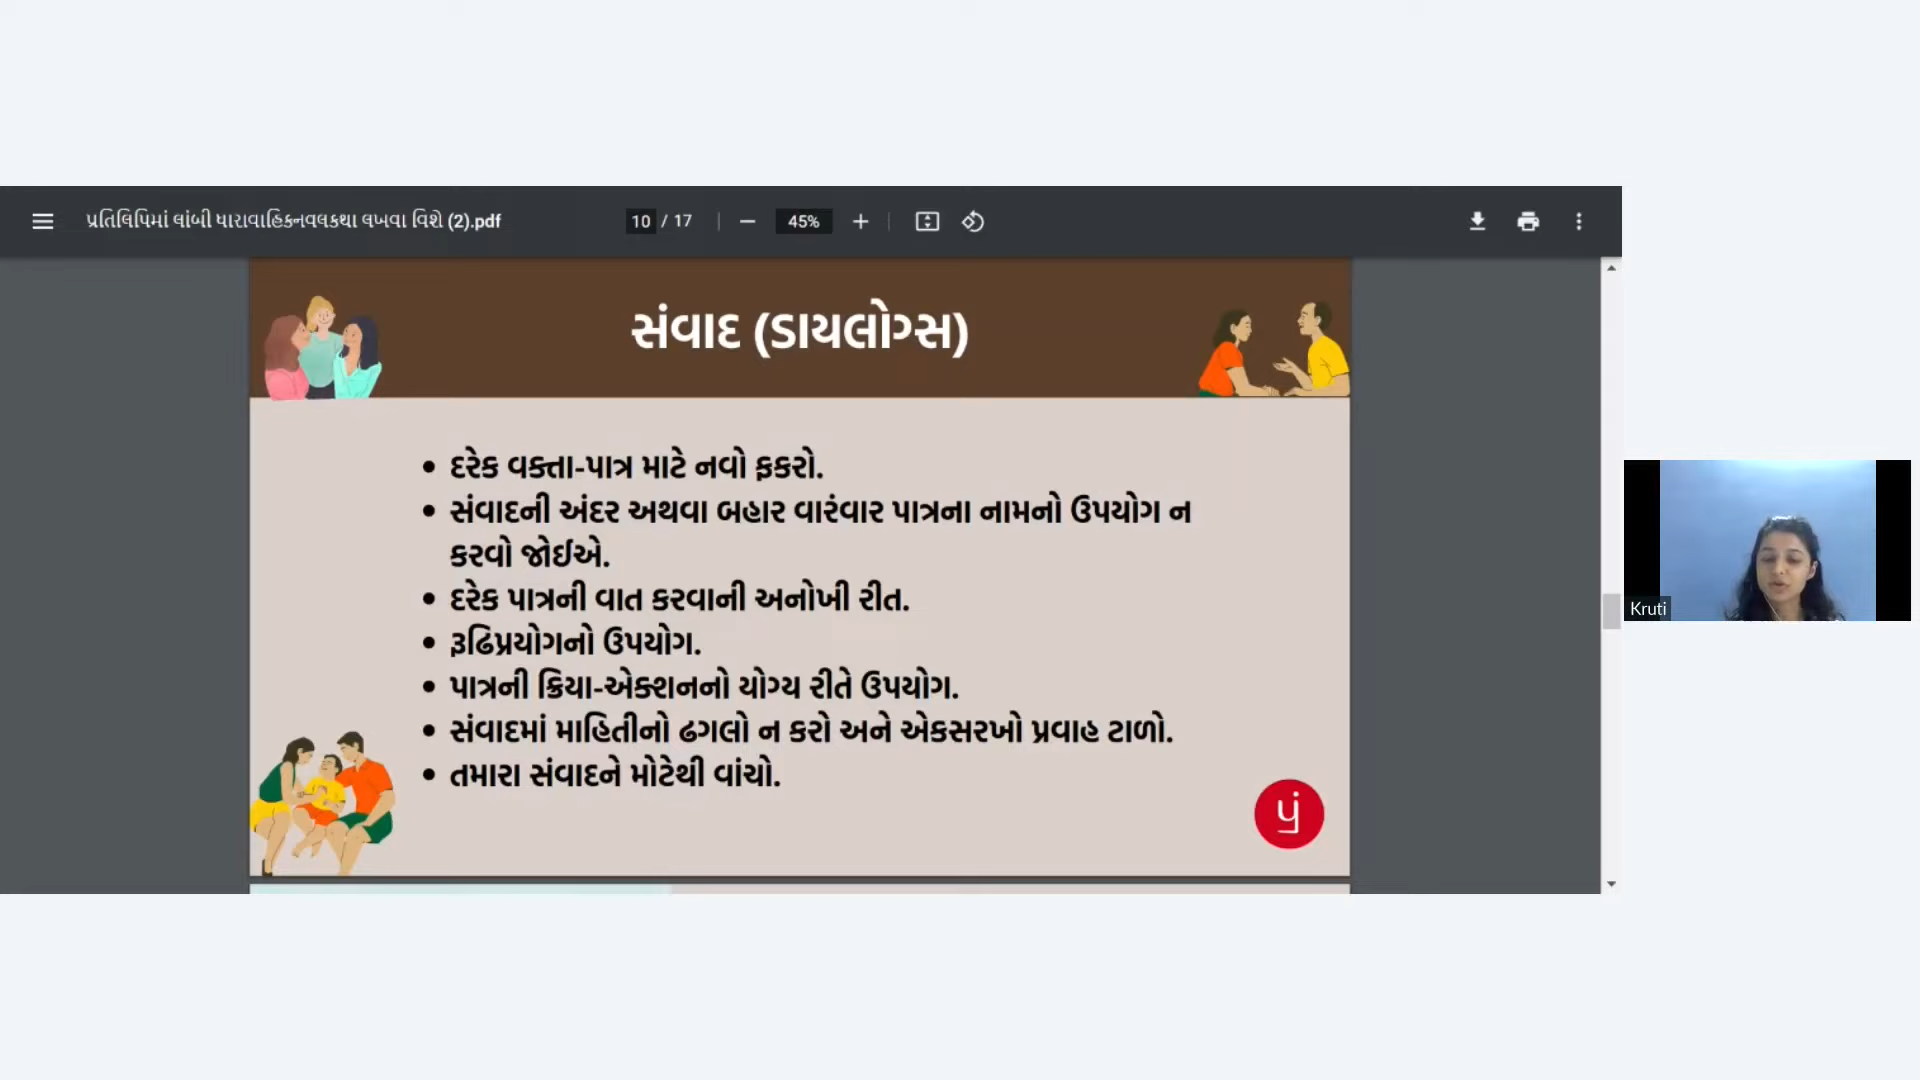 પ્રતિલિપિમાં લાંબી ધારાવાહિકનવલકથા લખવા વિશે (2).pdf
10 / 17
45%
સંવાદ (ડાયલોગ્સ)
• દરેક વક્તા-પાત્ર માટે નવો ફકરો.
• સંવાદની અંદર અથવા બહાર વારંવાર પાત્રના નામનો ઉપયોગ ન
કરવો જોઈએ.
• દરેક પાત્રની વાત કરવાની અનોખી રીત.
• રૂઢિપ્રયોગનો ઉપયોગ.
• પાત્રની ક્રિયા-એક્શનનો યોગ્ય રીતે ઉપયોગ.
• સંવાદમાં માહિતીનો ઢગલો ન કરો અને એકસરખો પ્રવાહ ટાળો.
• તમારા સંવાદને મોટેથી વાંચો.
Kruti